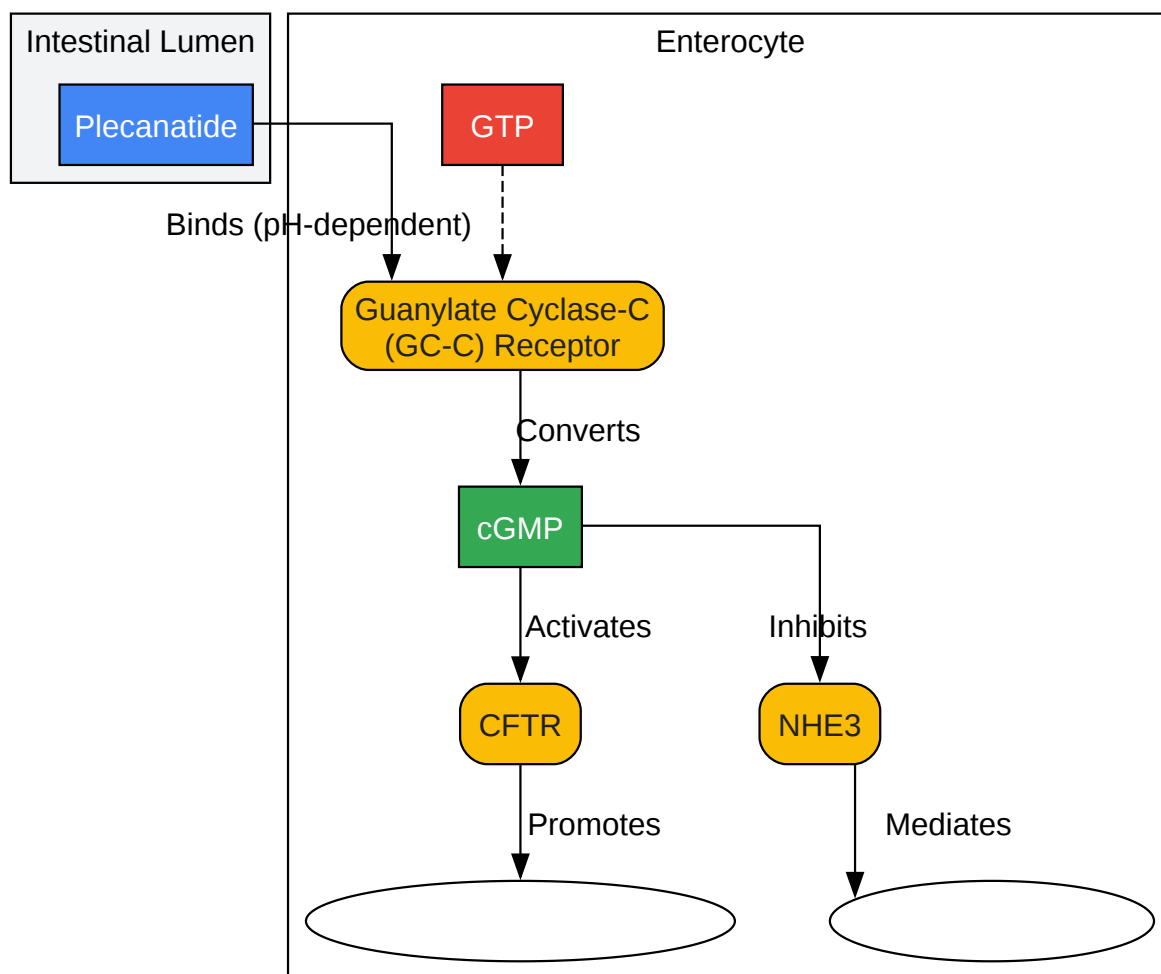 Intestinal Lumen
Enterocyte
Plecanatide
GTP
Binds (pH-dependent)
Guanylate Cyclase-C
(GC-C) Receptor
Converts
cGMP
Activates
Inhibits
CFTR
NHE3
Promotes
Mediates